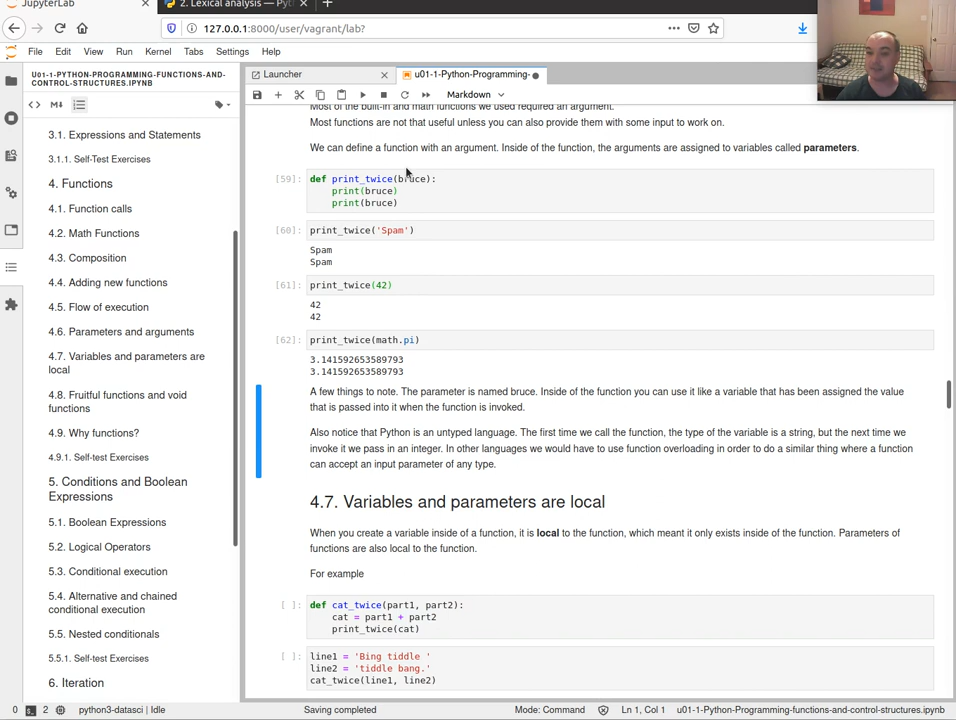 JupyterLab
2. Lexical analysis — Pyth
127.0.0.1:8000/user/vagrant/lab?
File Edit View Run Kernel Tabs Settings Help
U01-1-PYTHON-PROGRAMMING-FUNCTIONS-AND-
CONTROL-STRUCTURES.IPYNB
3.1. Expressions and Statements
3.1.1. Self-Test Exercises
4. Functions
4.1. Function calls
4.2. Math Functions
4.3. Composition
4.4. Adding new functions
4.5. Flow of execution
4.6. Parameters and arguments
4.7. Variables and parameters are
local
4.8. Fruitful functions and void
functions
4.9. Why functions?
4.9.1. Self-test Exercises
5. Conditions and Boolean
Expressions
5.1. Boolean Expressions
5.2. Logical Operators
5.3. Conditional execution
5.4. Alternative and chained
conditional execution
5.5. Nested conditionals
5.5.1. Self-test Exercises
6. Iteration
Launcher
u01-1-Python-Programming-
Markdown
Most of the built-in and math functions we used required an argument.
Most functions are not that useful unless you can also provide them with some input to work on.
We can define a function with an argument. Inside of the function, the arguments are assigned to variables called parameters.
[59]: def print_twice(bruce):
print(bruce)
print(bruce)
[60]: print_twice('Spam')
Spam
Spam
[61]: print_twice(42)
42
42
[62]: print_twice(math.pi)
3.141592653589793
3.141592653589793
A few things to note. The parameter is named bruce. Inside of the function you can use it like a variable that has been assigned the value
that is passed into it when the function is invoked.
Also notice that Python is an untyped language. The first time we call the function, the type of the variable is a string, but the next time we
invoke it we pass in an integer. In other languages we would have to use function overloading in order to do a similar thing where a function
can accept an input parameter of any type.
4.7. Variables and parameters are local
When you create a variable inside of a function, it is local to the function, which meant it only exists inside of the function. Parameters of
functions are also local to the function.
For example
[ ]: def cat_twice(part1, part2):
cat = part1 + part2
print_twice(cat)
[ ]: line1 = 'Bing tiddle '
line2 = 'tiddle bang.'
cat_twice(line1, line2)
0 2 python3-datasci | Idle Saving completed Mode: Command Ln 1, Col 1 u01-1-Python-Programming-functions-and-control-structures.ipynb